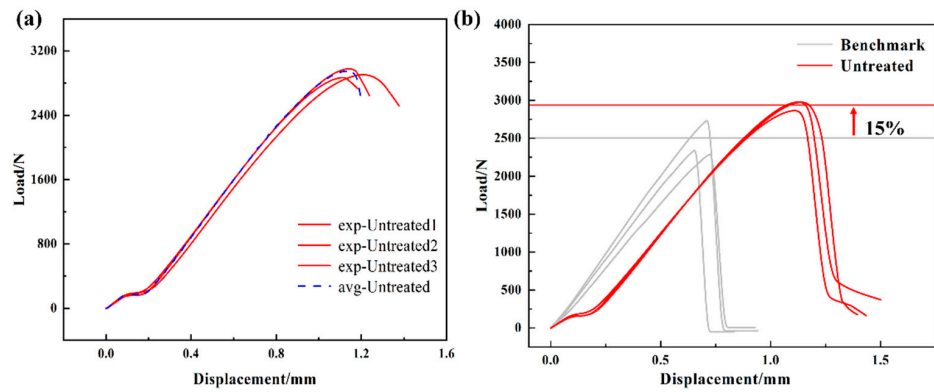 (a)
3200
2400
1600
800
0
Load/N
exp-Untreated1
exp-Untreated2
exp-Untreated3
avg-Untreated
0.0 0.4 0.8 1.2 1.6
Displacement/mm
(b)
4000
3500
3000
2500
2000
1500
1000
500
0
Load/N
Benchmark
Untreated
15%
0.0 0.5 1.0 1.5
Displacement/mm